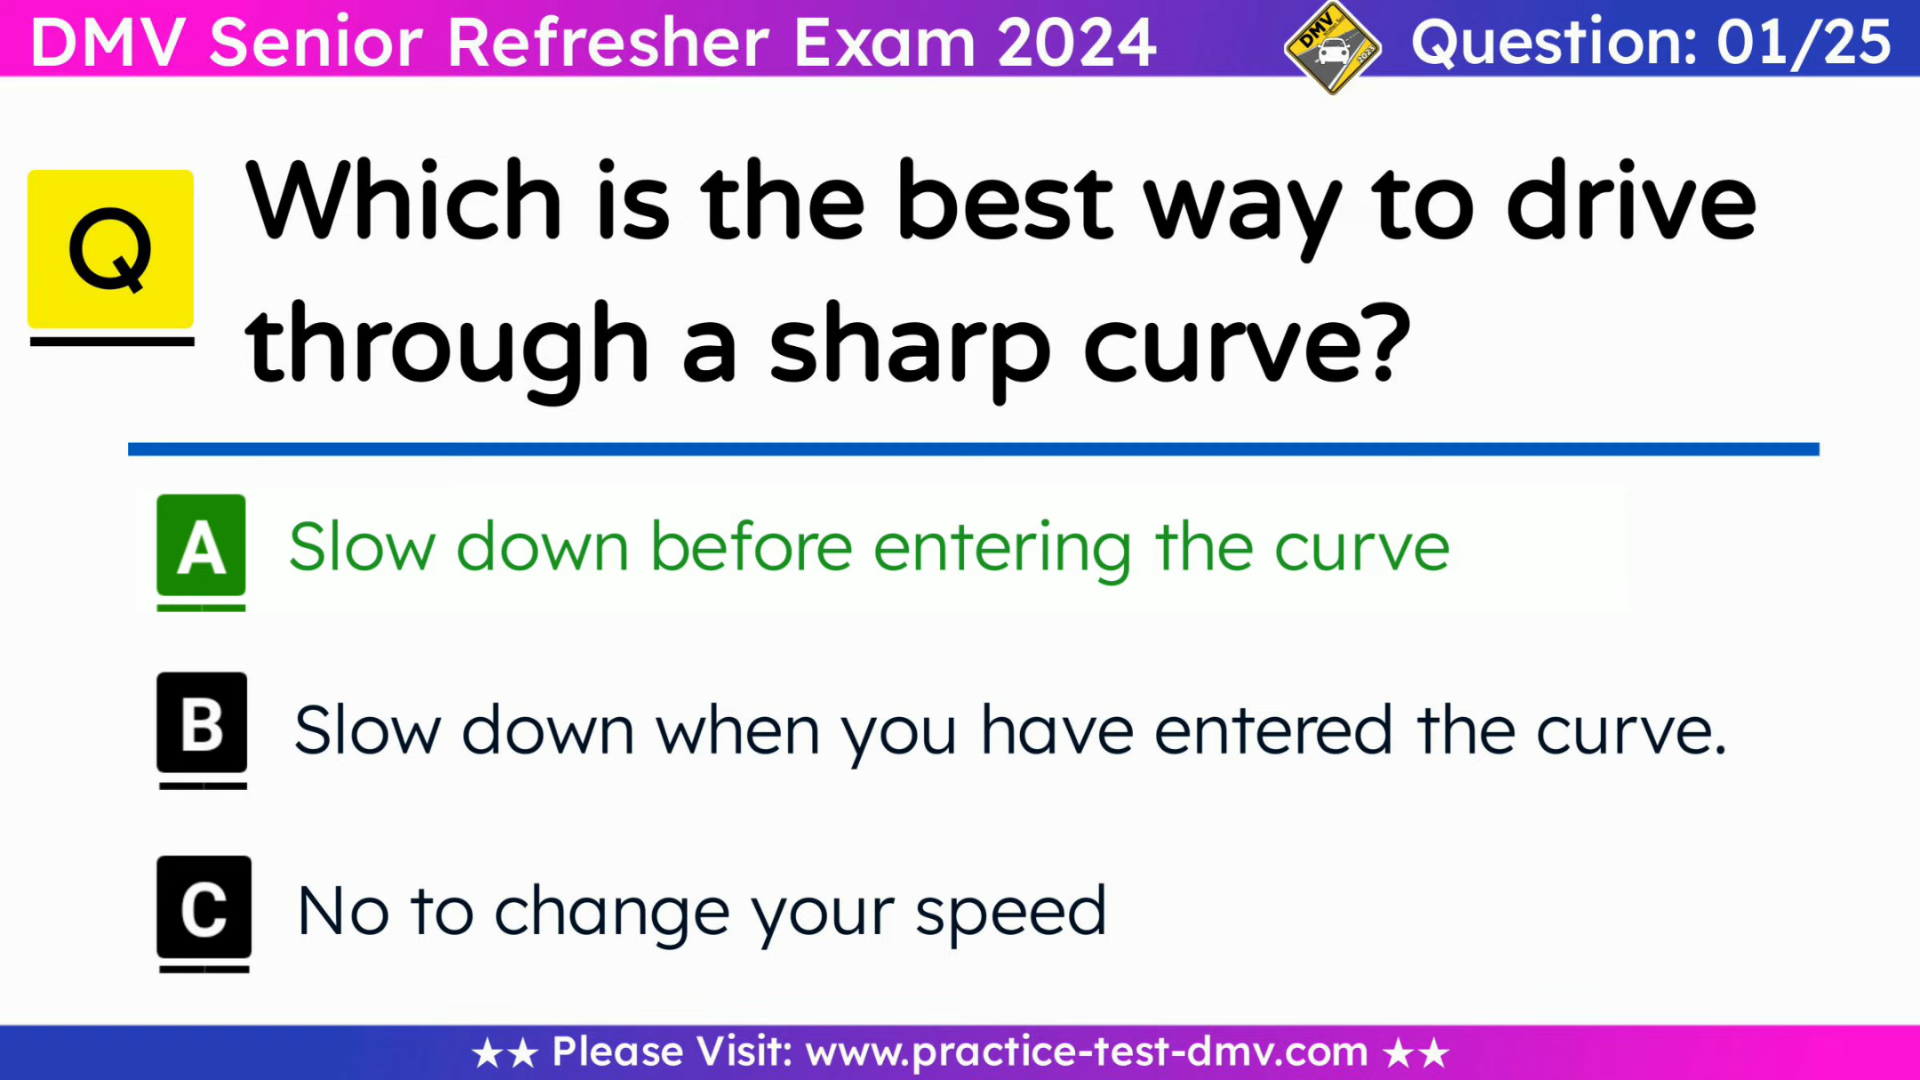 DMV Senior Refresher Exam 2024
DMV
Question: 01/25
Q
Which is the best way to drive
through a sharp curve?
A Slow down before entering the curve
B Slow down when you have entered the curve.
C No to change your speed
★★ Please Visit: www.practice-test-dmv.com ★★